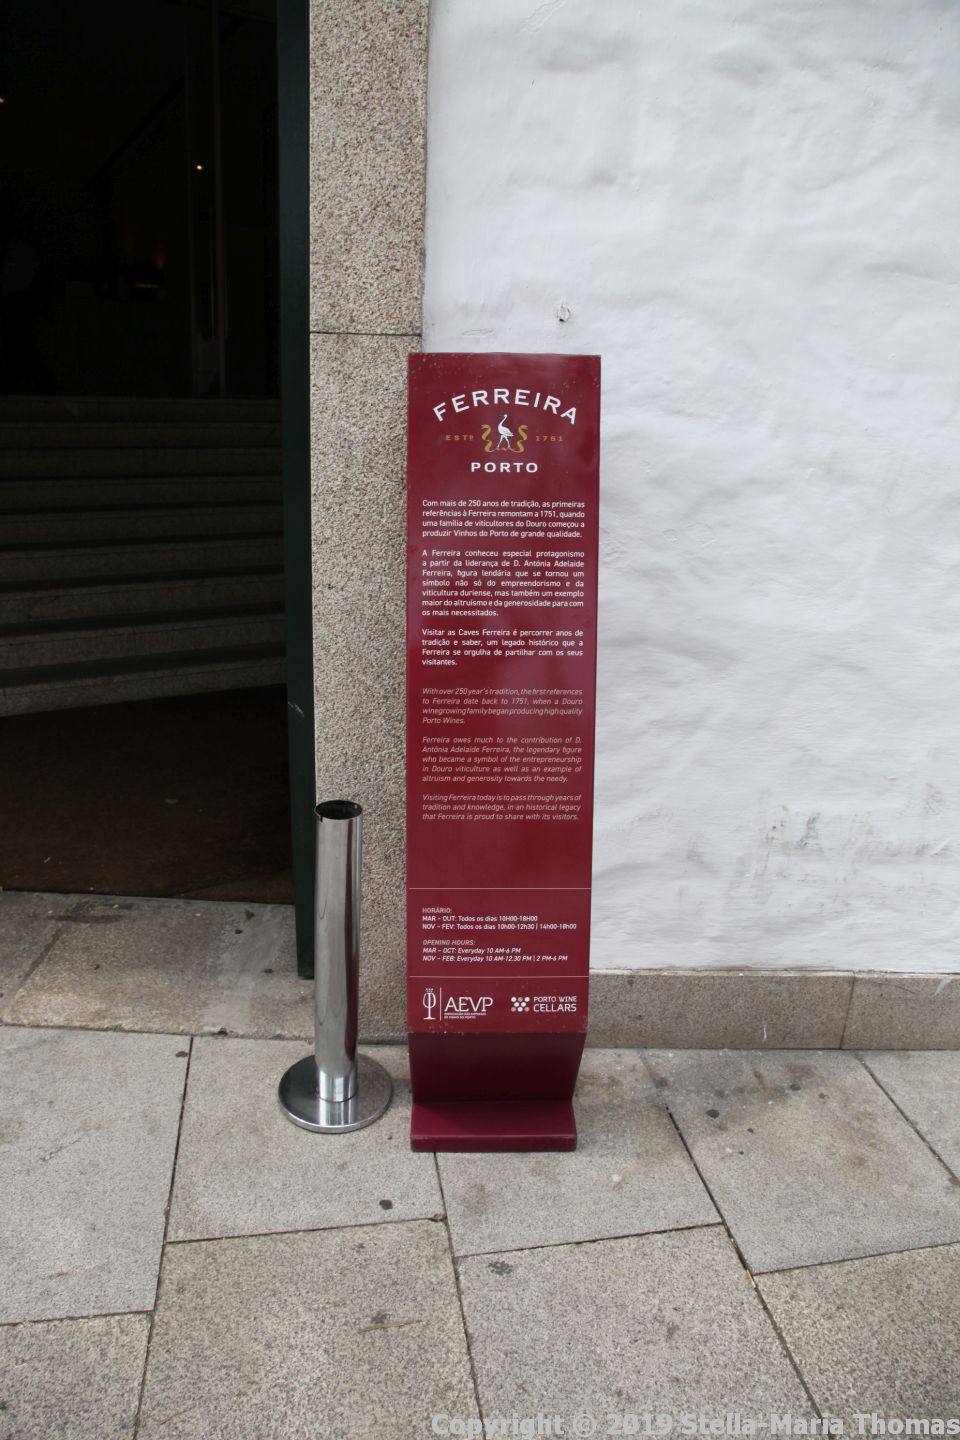 FERREIRA
ESTD 1751
PORTO
Com mais de 250 anos de tradição, as primeiras
referências à Ferreira remontam a 1751, quando
uma família de viticultores do Douro começou a
produzir Vinhos do Porto de grande qualidade.
A Ferreira conheceu especial protagonismo
a partir da liderança de D. Antónia Adelaide
Ferreira, figura lendária que se tornou um
símbolo não só do empreendorismo e da
viticultura duriense, mas também um exemplo
maior do altruísmo e da generosidade para com
os mais necessitados.
Visitar as Caves Ferreira é percorrer anos de
tradição e saber, um legado histórico que a
Ferreira se orgulha de partilhar com os seus
visitantes.
With over 250 year's tradition, the first references
to Ferreira date back to 1751, when a Douro
winegrowing family began producing high quality
Porto Wines.
Ferreira owes much to the contribution of D.
Antónia Adelaide Ferreira, the legendary figure
who became a symbol of the entrepreneurship
in Douro viticulture as well as an example of
altruism and generosity towards the needy.
Visiting Ferreira today is to pass through years of
tradition and knowledge, in an historical legacy
that Ferreira is proud to share with its visitors.
HORÁRIO:
MAR – OUT: Todos os dias 10H00-18H00
NOV – FEV: Todos os dias 10h00-12h30 | 14h00-18h00
OPENING HOURS:
MAR – OCT: Everyday 10 AM-6 PM
NOV – FEB: Everyday 10 AM-12.30 PM | 2 PM-6 PM
AEVP
ASSOCIAÇÃO DAS EMPRESAS
DE VINHO DO PORTO
PORTO WINE
CELLARS
Copyright © 2019 Stella-Maria Thomas